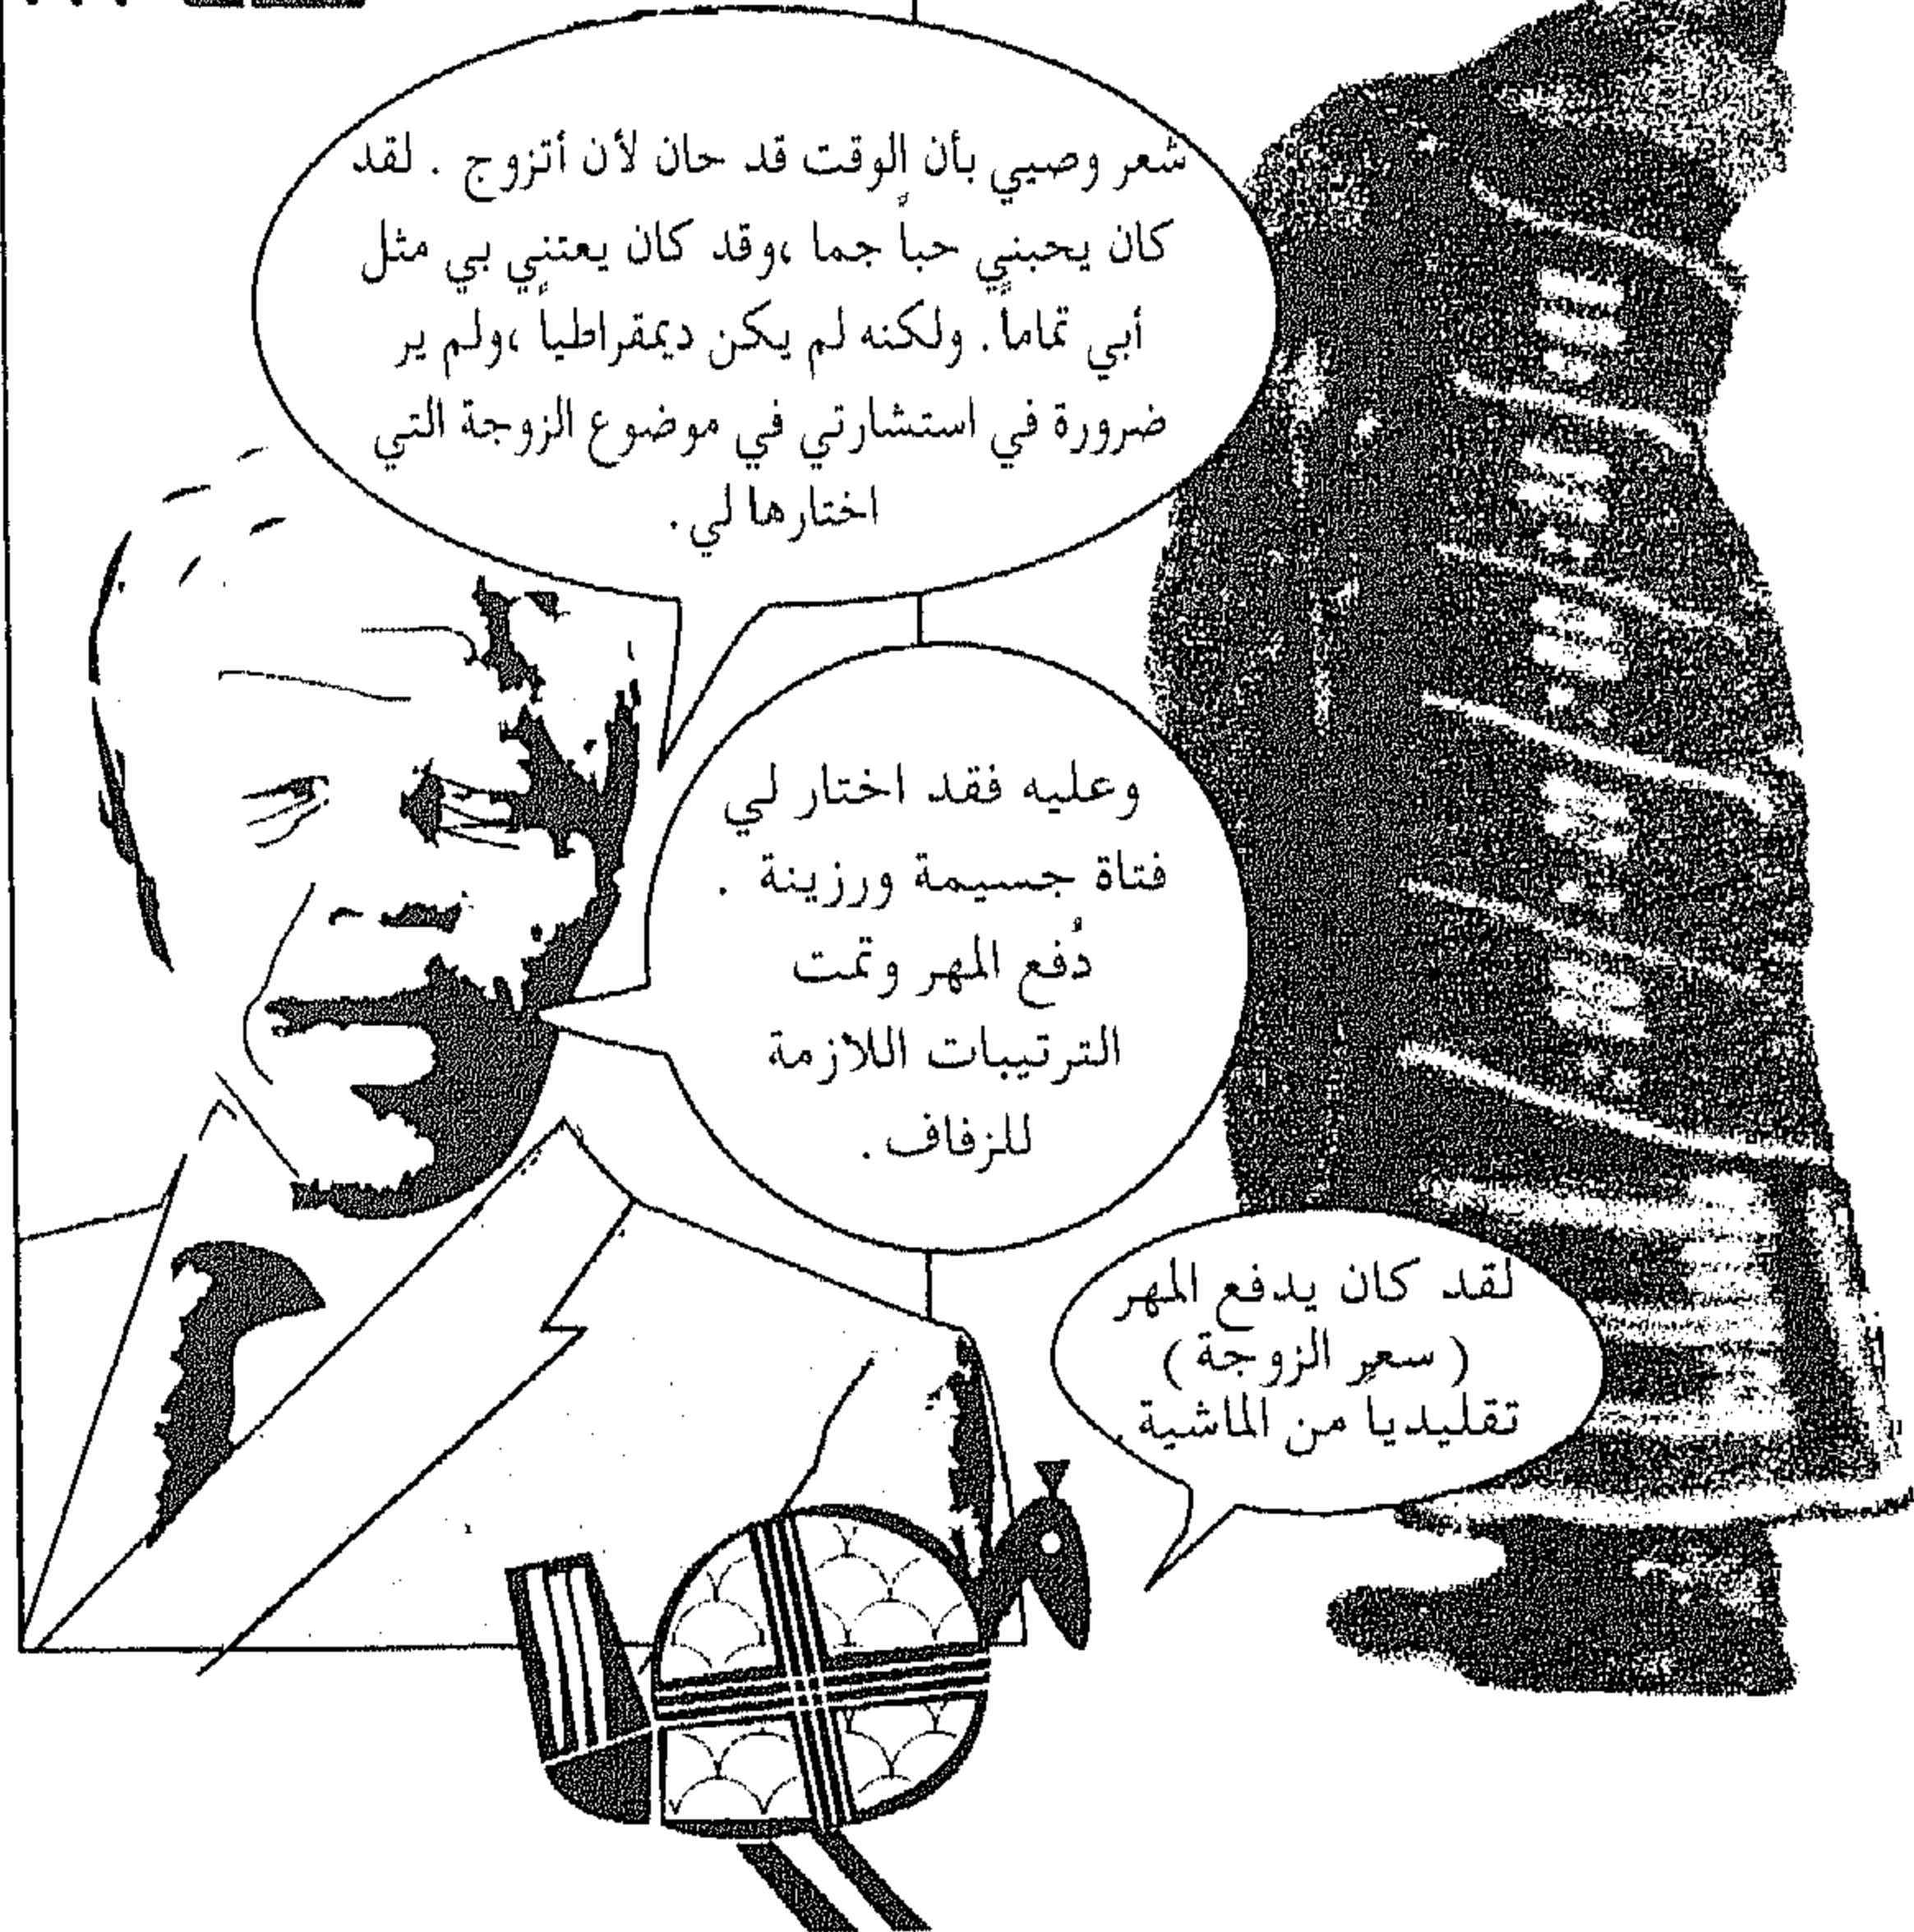 شعر وصيي بأن الوقت قد حان لأن أتزوج . لقد
كان يحبني حباً جما ،وقد كان يعتني بي مثل
أبي تماماً. ولكنه لم يكن ديمقراطياً ،ولم ير
ضرورة في استشارتي في موضوع الزوجة التي
اختارها لي.
وعليه فقد اختار لي
فتاة جسيمة ورزينة .
دُفع المهر وتمت
الترتيبات اللازمة
للزفاف .
لقد كان يدفع المهر
( سعر الزوجة )
تقليدياً من الماشية .